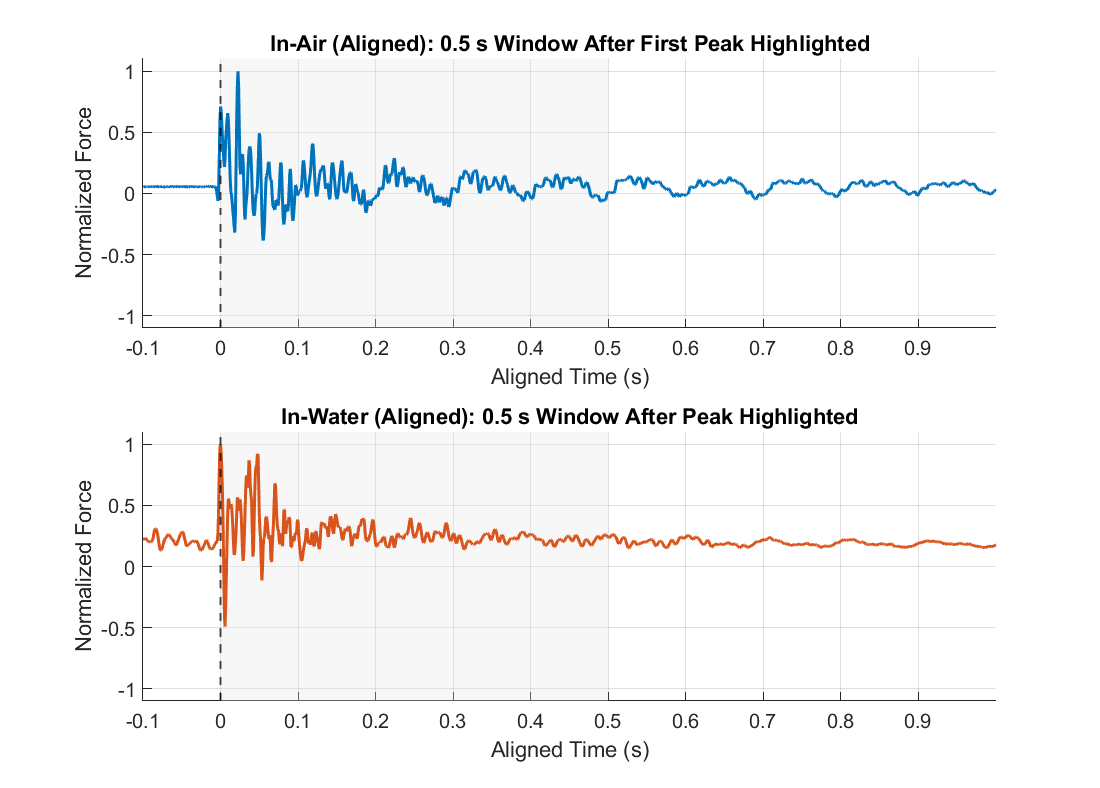 In-Air (Aligned): 0.5 s Window After First Peak Highlighted
1
0.5
0
-0.5
-1
Normalized Force
-0.1 0 0.1 0.2 0.3 0.4 0.5 0.6 0.7 0.8 0.9
Aligned Time (s)
In-Water (Aligned): 0.5 s Window After Peak Highlighted
1
0.5
0
-0.5
-1
Normalized Force
-0.1 0 0.1 0.2 0.3 0.4 0.5 0.6 0.7 0.8 0.9
Aligned Time (s)